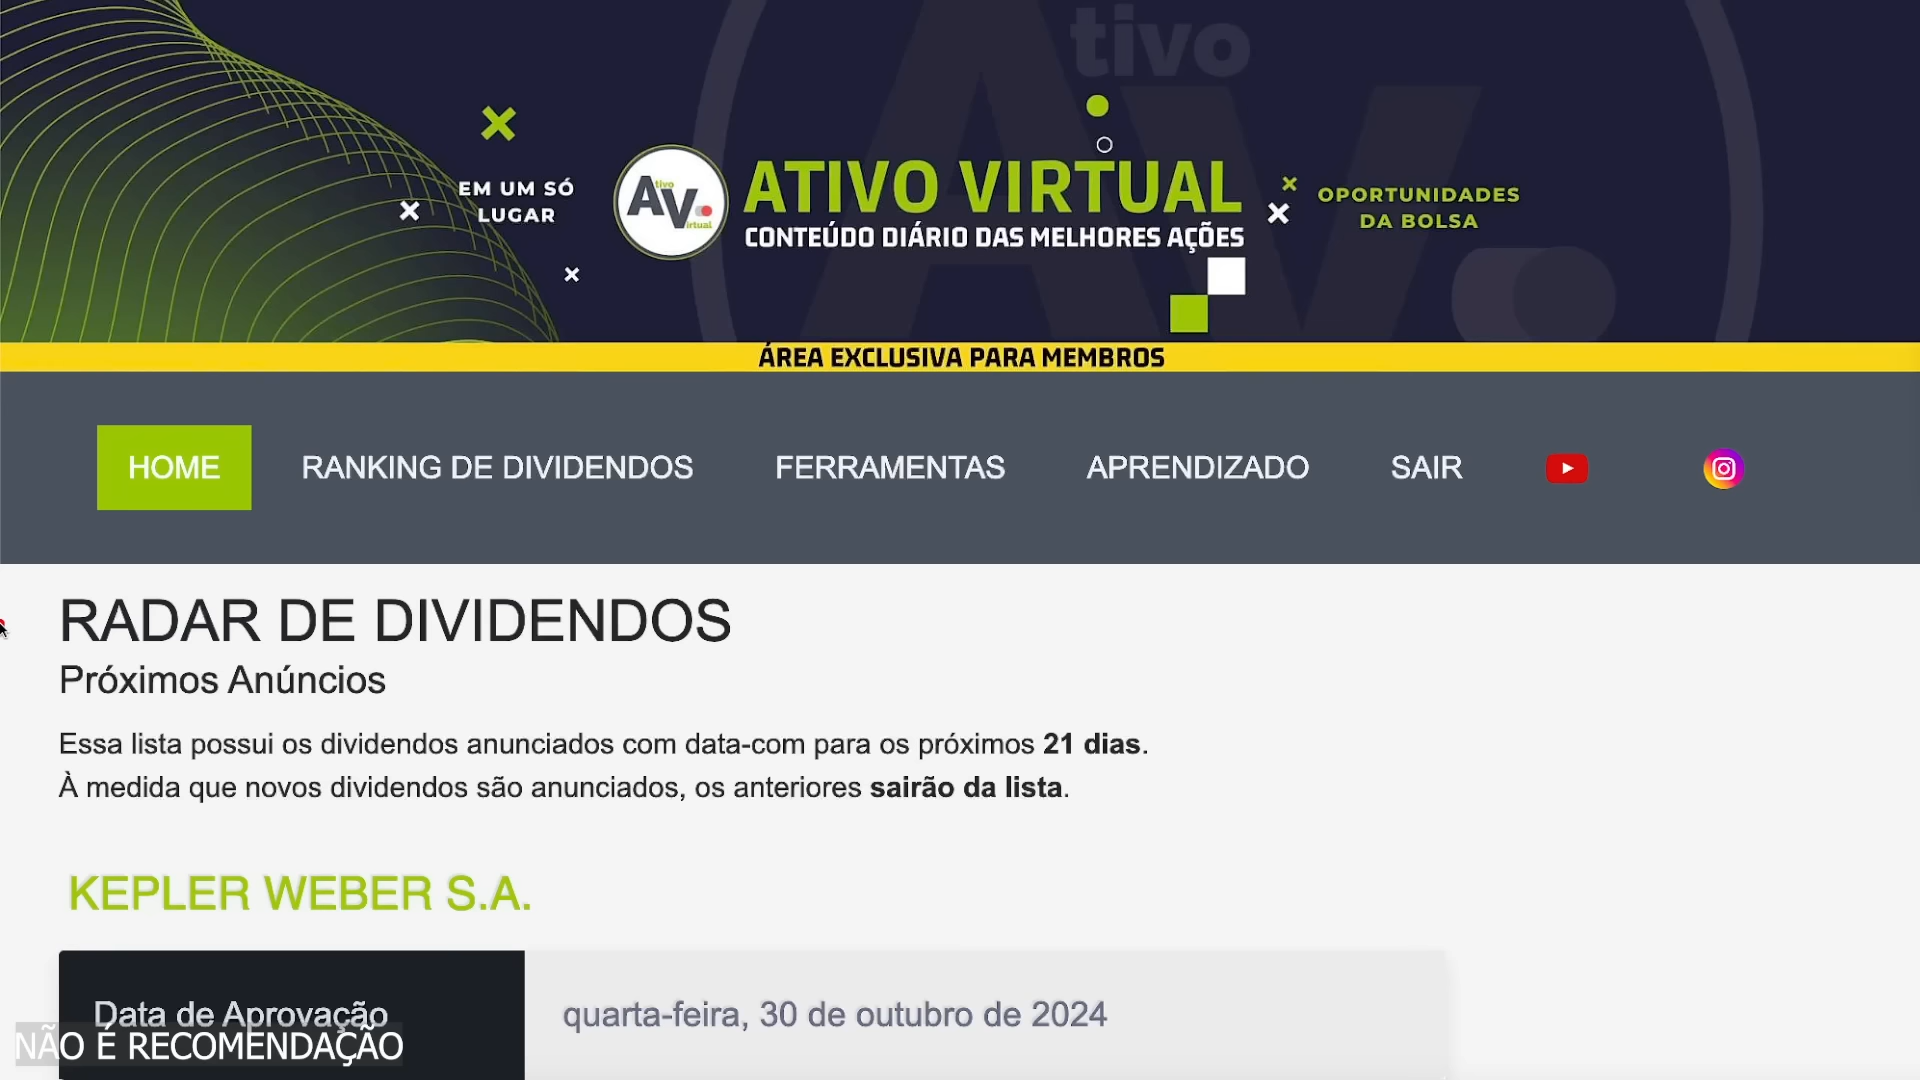 tivo
EM UM SÓ
LUGAR
AV
tivo
irtual
ATIVO VIRTUAL
CONTEÚDO DIÁRIO DAS MELHORES AÇÕES
OPORTUNIDADES
DA BOLSA
ÁREA EXCLUSIVA PARA MEMBROS
HOME RANKING DE DIVIDENDOS FERRAMENTAS APRENDIZADO SAIR
RADAR DE DIVIDENDOS
Próximos Anúncios
Essa lista possui os dividendos anunciados com data-com para os próximos 21 dias.
À medida que novos dividendos são anunciados, os anteriores sairão da lista.
KEPLER WEBER S.A.
Data de Aprovação quarta-feira, 30 de outubro de 2024
NÃO É RECOMENDAÇÃO